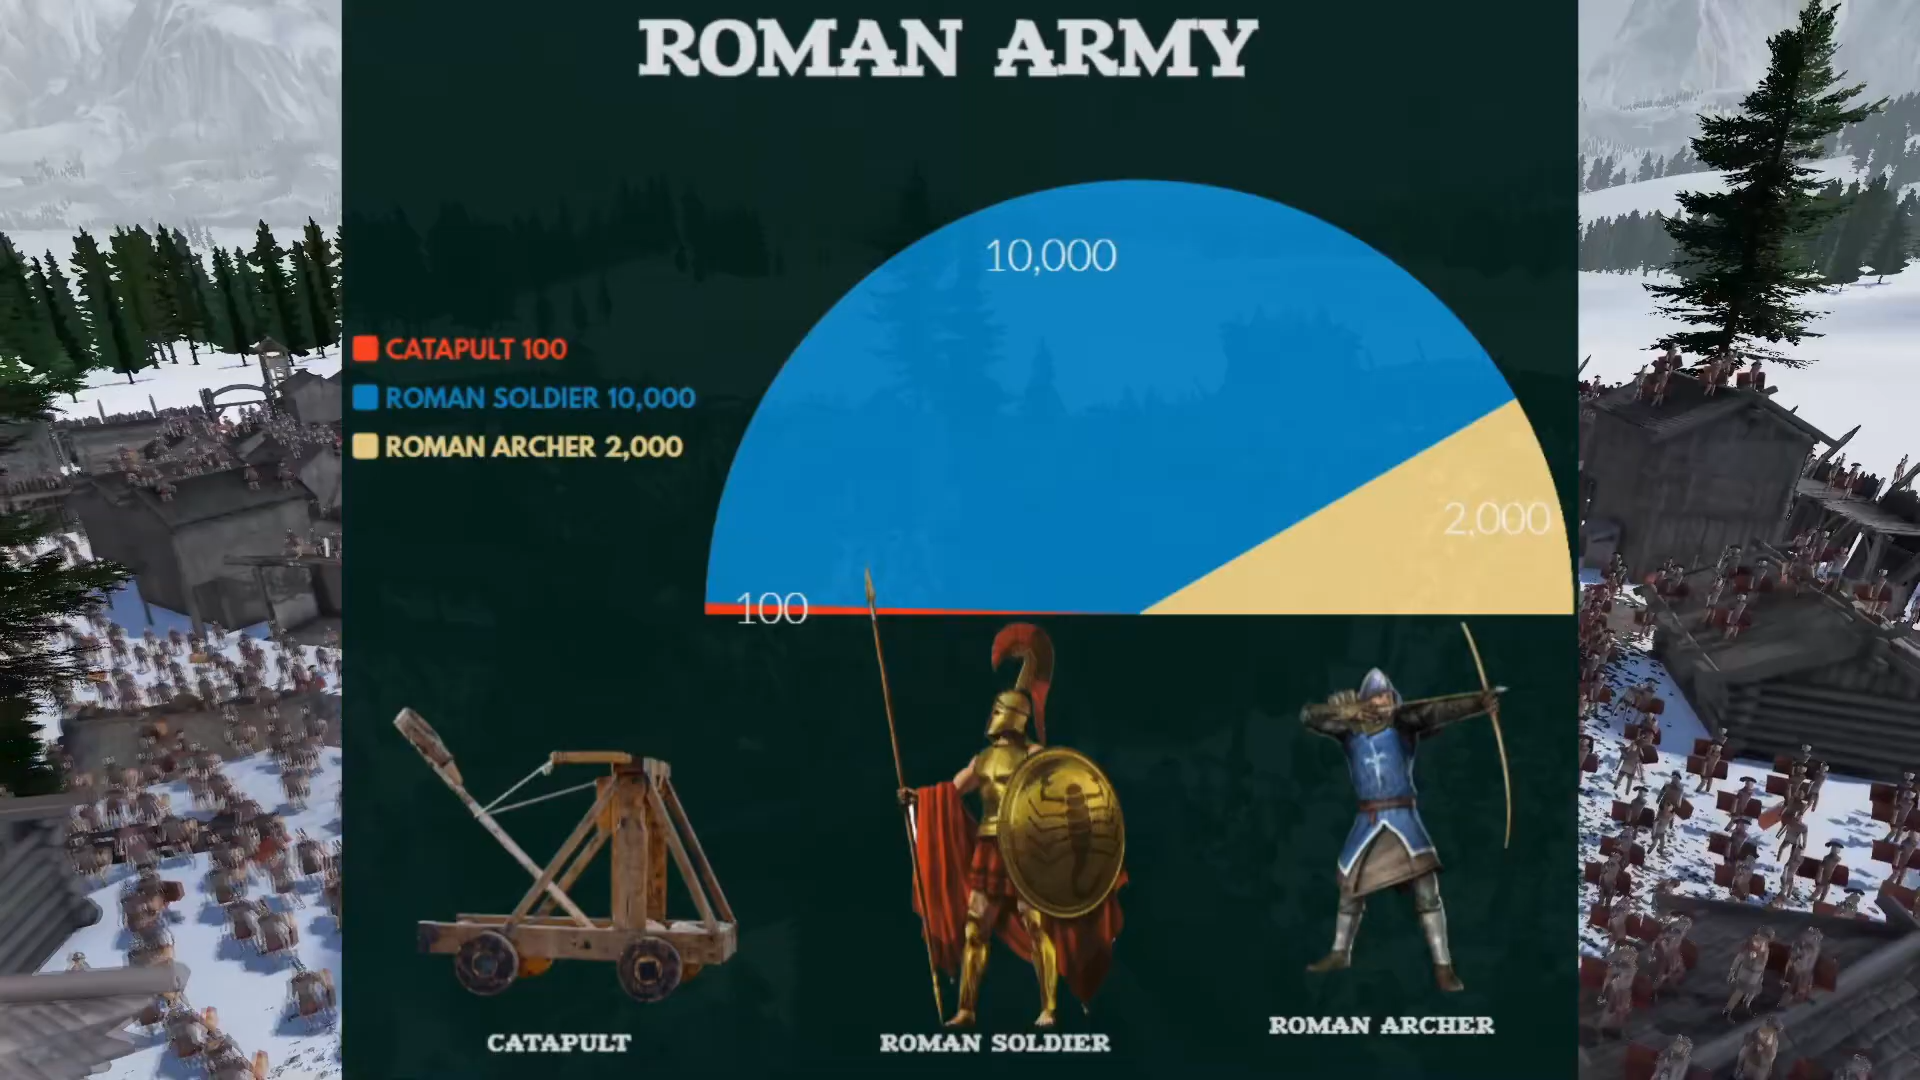 ROMAN ARMY
10,000
CATAPULT 100
ROMAN SOLDIER 10,000
ROMAN ARCHER 2,000
2,000
100
CATAPULT
ROMAN SOLDIER
ROMAN ARCHER